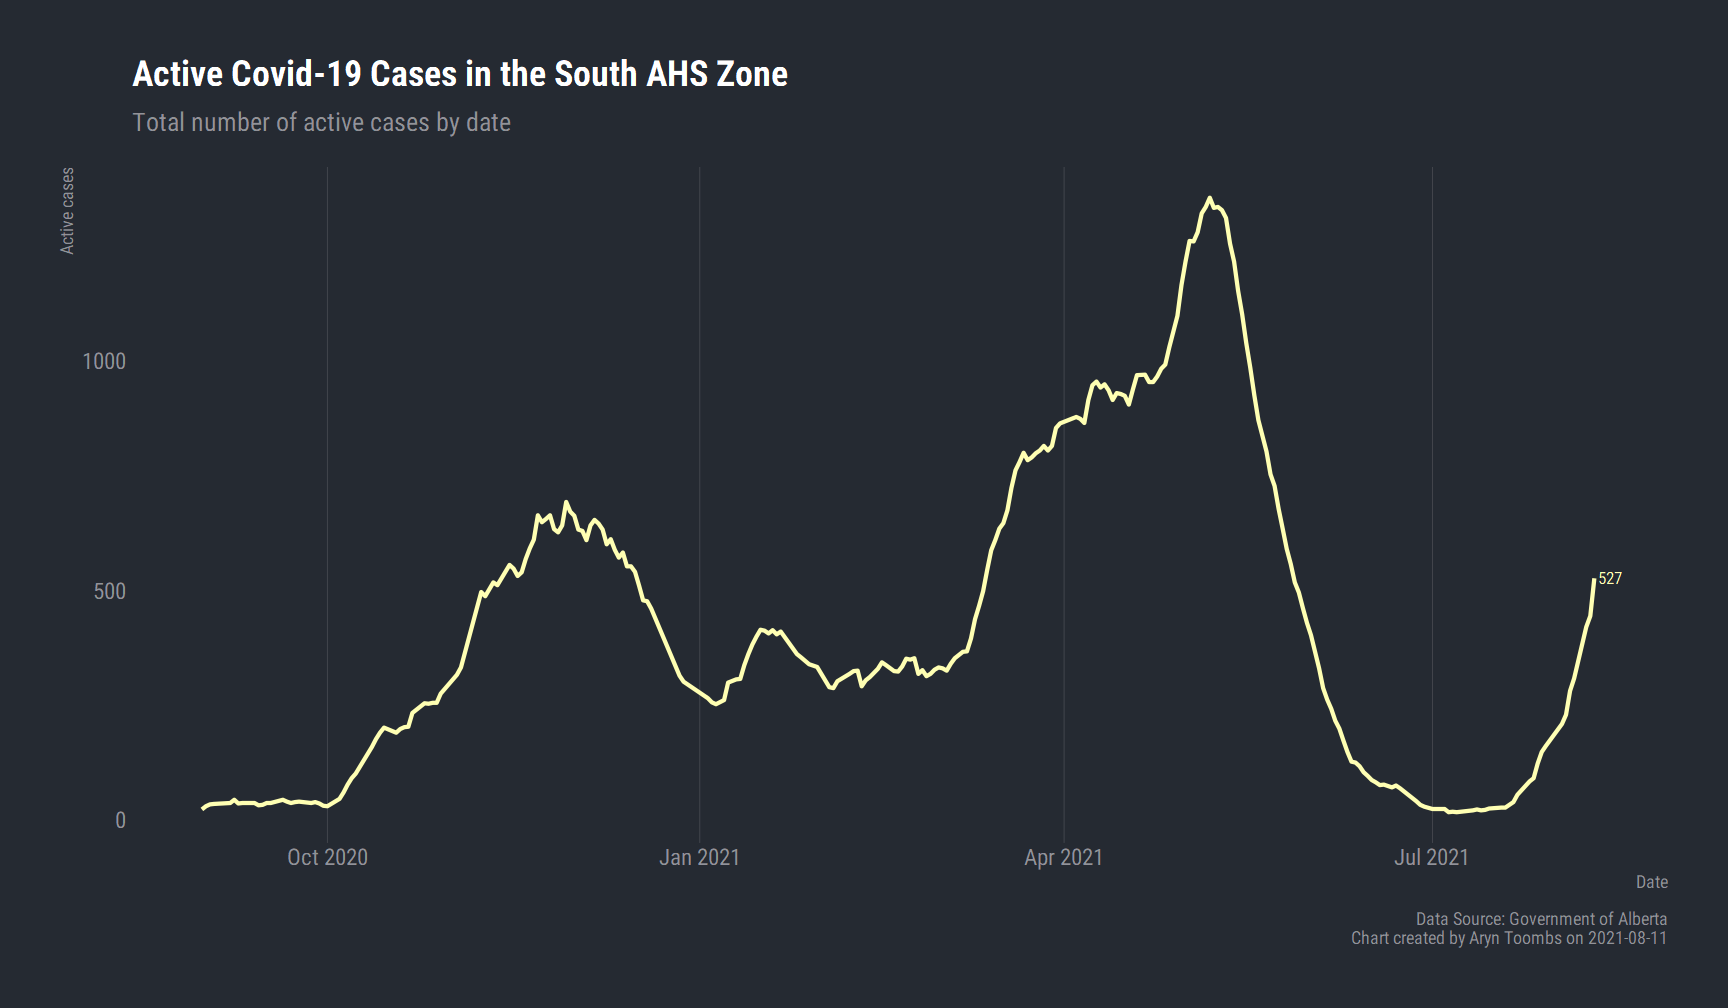 Active Covid-19 Cases in the South AHS Zone
Total number of active cases by date
Active cases
1000
500
0
527
Oct 2020
Jan 2021
Apr 2021
Jul 2021
Date
Data Source: Government of Alberta
Chart created by Aryn Toombs on 2021-08-11